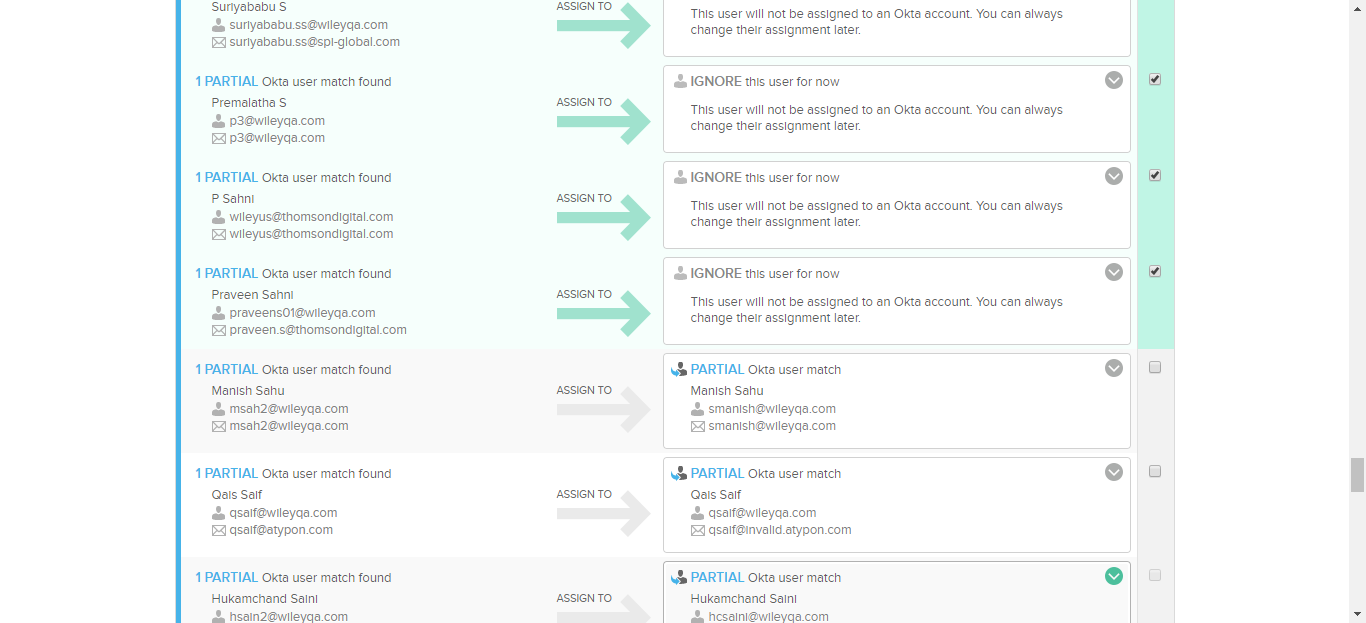 Suriyababu S
suriyababu.ss@wileyqa.com
suriyababu.ss@spi-global.com
ASSIGN TO
This user will not be assigned to an Okta account. You can always
change their assignment later.
1 PARTIAL Okta user match found
Premalatha S
p3@wileyqa.com
p3@wileyqa.com
ASSIGN TO
IGNORE this user for now
This user will not be assigned to an Okta account. You can always
change their assignment later.
1 PARTIAL Okta user match found
P Sahni
wileyus@thomsondigital.com
wileyus@thomsondigital.com
ASSIGN TO
IGNORE this user for now
This user will not be assigned to an Okta account. You can always
change their assignment later.
1 PARTIAL Okta user match found
Praveen Sahni
praveens01@wileyqa.com
praveen.s@thomsondigital.com
ASSIGN TO
IGNORE this user for now
This user will not be assigned to an Okta account. You can always
change their assignment later.
1 PARTIAL Okta user match found
Manish Sahu
msah2@wileyqa.com
msah2@wileyqa.com
ASSIGN TO
PARTIAL Okta user match
Manish Sahu
smanish@wileyqa.com
smanish@wileyqa.com
1 PARTIAL Okta user match found
Qais Saif
qsaif@wileyqa.com
qsaif@atypon.com
ASSIGN TO
PARTIAL Okta user match
Qais Saif
qsaif@wileyqa.com
qsaif@invalid.atypon.com
1 PARTIAL Okta user match found
Hukamchand Saini
hsain2@wileyqa.com
ASSIGN TO
PARTIAL Okta user match
Hukamchand Saini
hcsaini@wileyqa.com